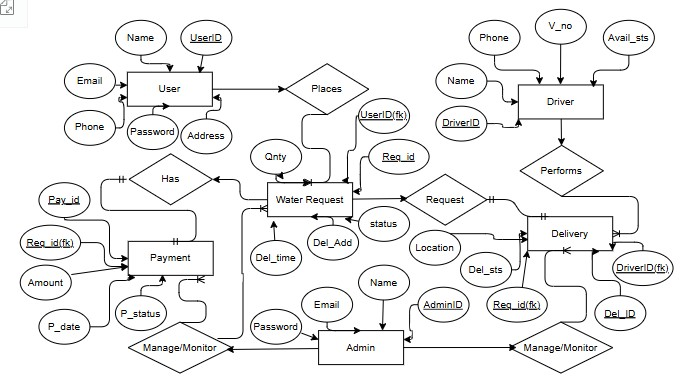 V_no
Name
UserID
Phone
Avail_sts
Email
User
Places
Name
Driver
UserID(fk)
Phone
Password
Address
DriverID
Qnty
Req_id
Has
Performs
Pay_id
Water Request
Request
status
Req_id(fk)
Del_Add
Location
Delivery
Payment
Del_time
Del_sts
DriverID(fk)
Amount
Name
Email
AdminID
Req_id(fk)
P_status
Del_ID
P_date
Password
Manage/Monitor
Admin
Manage/Monitor